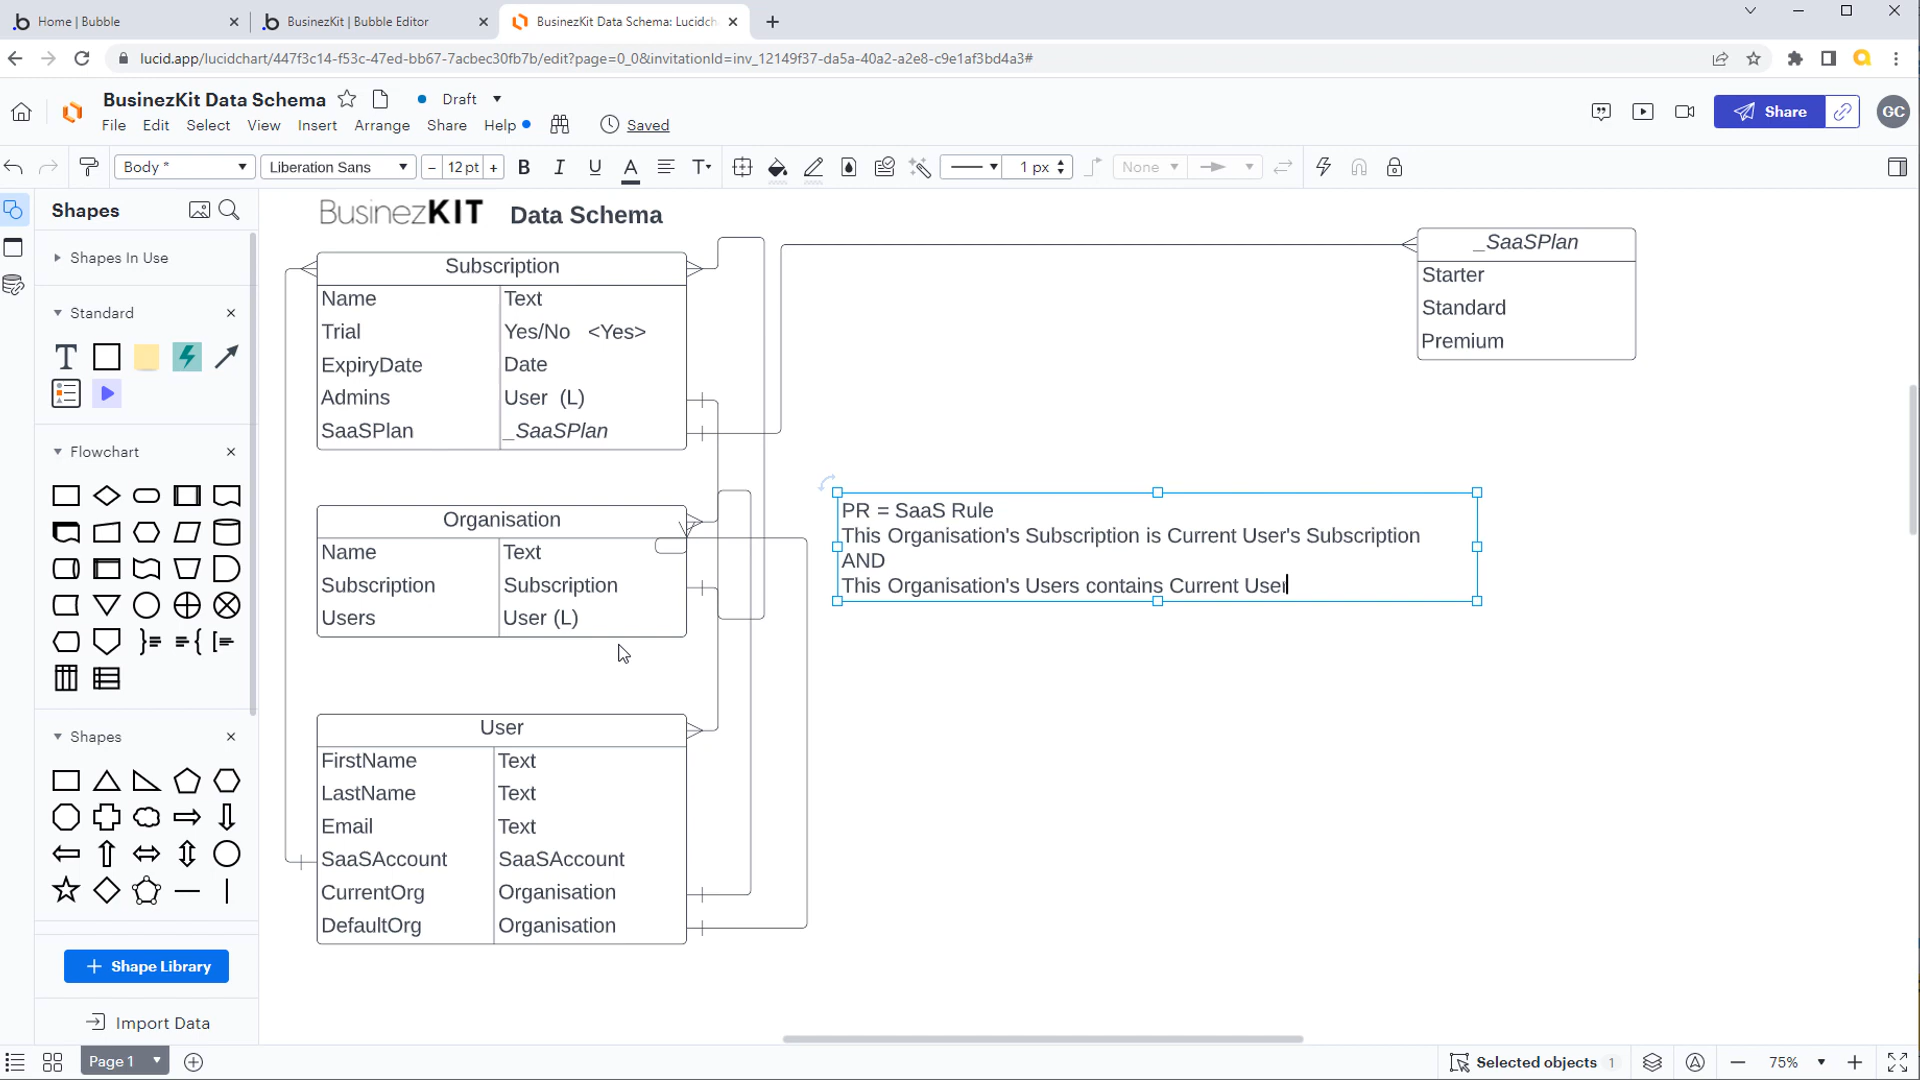 Home | Bubble
BusinezKit | Bubble Editor
BusinezKit Data Schema: Lucidch
lucid.app/lucidchart/447f3c14-f53c-47ed-bb67-7acbec30fb7b/edit?page=0_0&invitationId=inv_12149f37-da5a-40a2-a2e8-c9e1af3bd4a3#
BusinezKit Data Schema
Draft
File Edit Select View Insert Arrange Share Help
Saved
Share
GC
Body *
Liberation Sans
− 12 pt +
B I U A
1 px
None
Shapes
Shapes In Use
Standard
Flowchart
Shapes
+ Shape Library
Import Data
BusinezKIT Data Schema
Subscription
Name Text
Trial Yes/No <Yes>
ExpiryDate Date
Admins User (L)
SaaSPlan _SaaSPlan
_SaaSPlan
Starter
Standard
Premium
Organisation
Name Text
Subscription Subscription
Users User (L)
PR = SaaS Rule
This Organisation's Subscription is Current User's Subscription
AND
This Organisation's Users contains Current User
User
FirstName Text
LastName Text
Email Text
SaaSAccount SaaSAccount
CurrentOrg Organisation
DefaultOrg Organisation
Page 1
Selected objects 1
75%